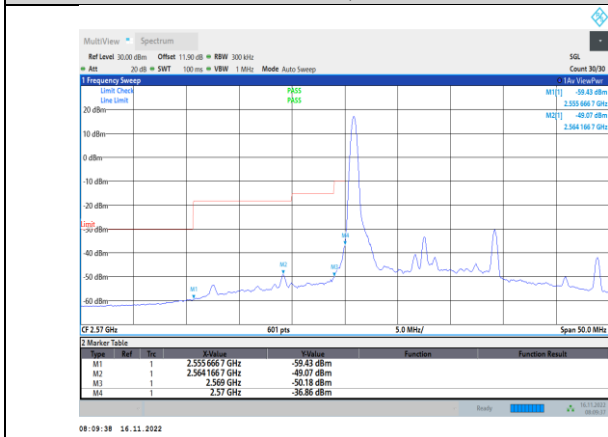 MultiView Spectrum
Ref Level 30.00 dBm Offset 11.90 dB RBW 300 kHz SGL
Att 20 dB SWT 100 ms VBW 1 MHz Mode Auto Sweep Count 30/30
1 Frequency Sweep 1Av ViewPwr
Limit Check PASS M1[1] -59.43 dBm
Line Limit PASS 2.555 666 7 GHz
M2[1] -49.07 dBm
2.564 166 7 GHz
20 dBm
10 dBm
0 dBm
-10 dBm
-20 dBm
Limit
-30 dBm
M4
-40 dBm
M2 M3
-50 dBm
M1
-60 dBm
CF 2.57 GHz 601 pts 5.0 MHz/ Span 50.0 MHz
2 Marker Table
Type Ref Trc X-Value Y-Value Function Function Result
M1 1 2.555 666 7 GHz -59.43 dBm
M2 1 2.564 166 7 GHz -49.07 dBm
M3 1 2.569 GHz -50.18 dBm
M4 1 2.57 GHz -36.86 dBm
Ready 16.11.2022
08:09:37
08:09:38 16.11.2022